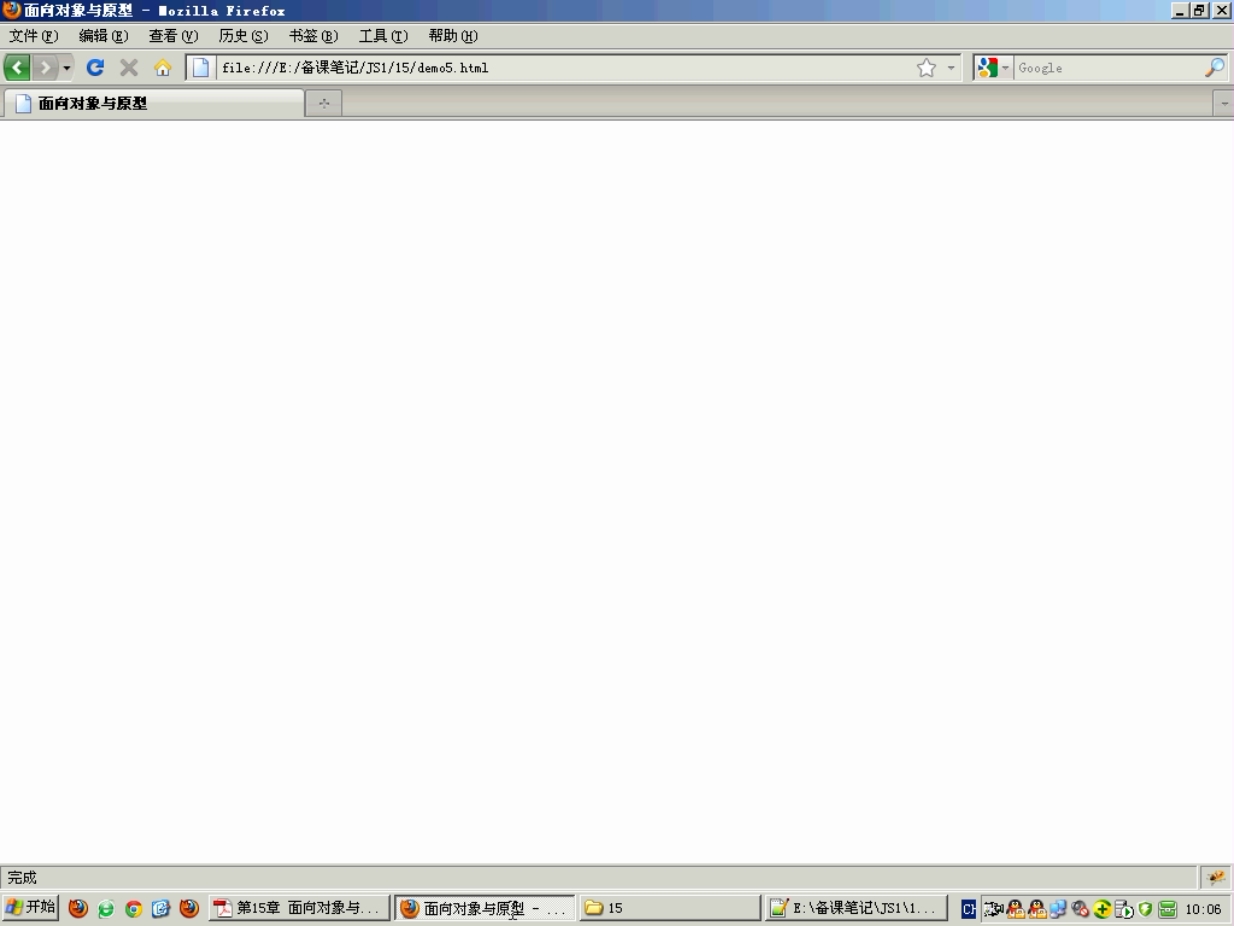 面向对象与原型 - Mozilla Firefox
文件(F) 编辑(E) 查看(V) 历史(S) 书签(B) 工具(T) 帮助(H)
file:///E:/备课笔记/JS1/15/demo5.html Google
面向对象与原型
完成
开始 第15章 面向对象与... 面向对象与原型 - ... 15 E:\备课笔记\JS1\1... CH 10:06